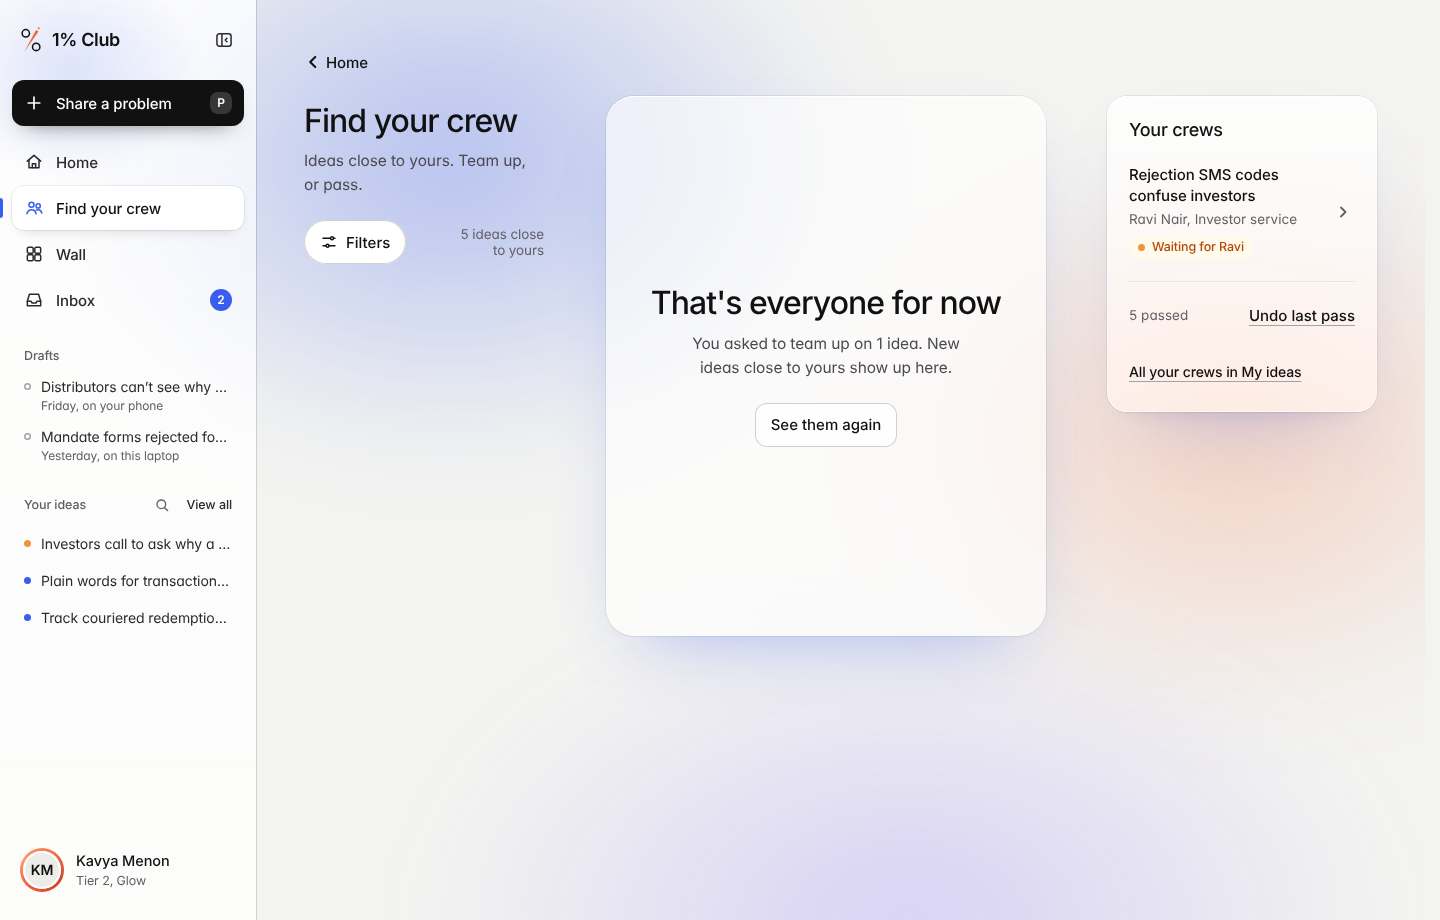 1% Club
Share a problem P
Home
Find your crew
Wall
Inbox 2
Drafts
Distributors can't see why ...
Friday, on your phone
Mandate forms rejected fo...
Yesterday, on this laptop
Your ideas View all
Investors call to ask why a ...
Plain words for transaction...
Track couriered redemptio...
KM Kavya Menon
Tier 2, Glow
Home
Find your crew
Ideas close to yours. Team up,
or pass.
Filters
5 ideas close
to yours
That's everyone for now
You asked to team up on 1 idea. New
ideas close to yours show up here.
See them again
Your crews
Rejection SMS codes
confuse investors
Ravi Nair, Investor service
Waiting for Ravi
5 passed Undo last pass
All your crews in My ideas